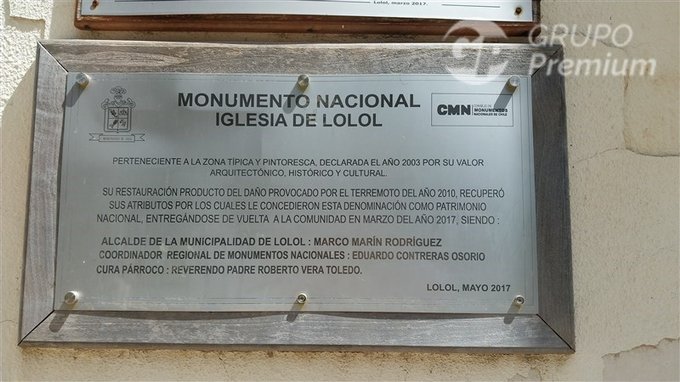 Lolol, marzo 2017.
GRUPO
Premium
MONUMENTO NACIONAL
IGLESIA DE LOLOL
CMN
CONSEJO DE
MONUMENTOS
NACIONALES DE CHILE
PERTENECIENTE A LA ZONA TÍPICA Y PINTORESCA, DECLARADA EL AÑO 2003 POR SU VALOR
ARQUITECTÓNICO, HISTÓRICO Y CULTURAL.
SU RESTAURACIÓN PRODUCTO DEL DAÑO PROVOCADO POR EL TERREMOTO DEL AÑO 2010, RECUPERÓ
SUS ATRIBUTOS POR LOS CUALES LE CONCEDIERON ESTA DENOMINACIÓN COMO PATRIMONIO
NACIONAL, ENTREGÁNDOSE DE VUELTA A LA COMUNIDAD EN MARZO DEL AÑO 2017, SIENDO :
ALCALDE DE LA MUNICIPALIDAD DE LOLOL : MARCO MARÍN RODRÍGUEZ
COORDINADOR REGIONAL DE MONUMENTOS NACIONALES : EDUARDO CONTRERAS OSORIO
CURA PÁRROCO : REVERENDO PADRE ROBERTO VERA TOLEDO.
LOLOL, MAYO 2017